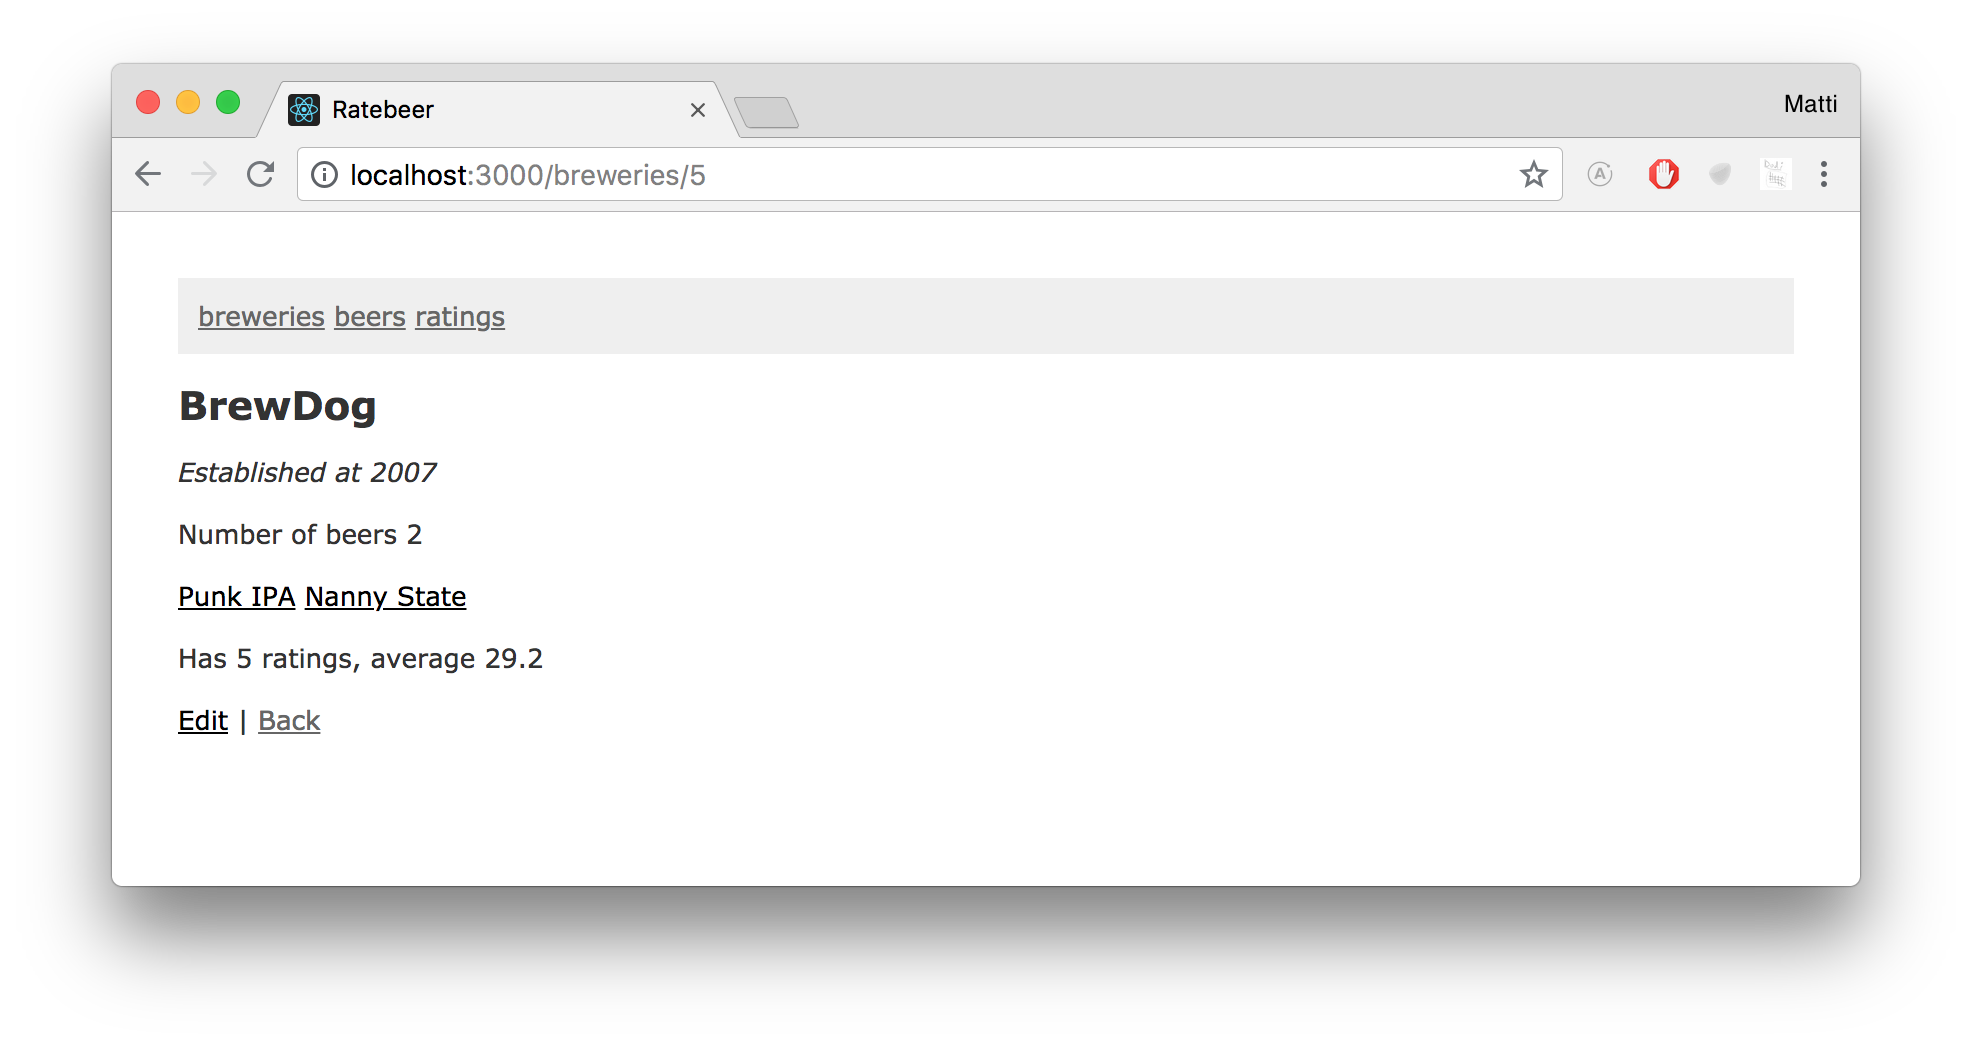 Ratebeer
Matti
localhost:3000/breweries/5
breweries beers ratings
BrewDog
Established at 2007
Number of beers 2
Punk IPA Nanny State
Has 5 ratings, average 29.2
Edit | Back